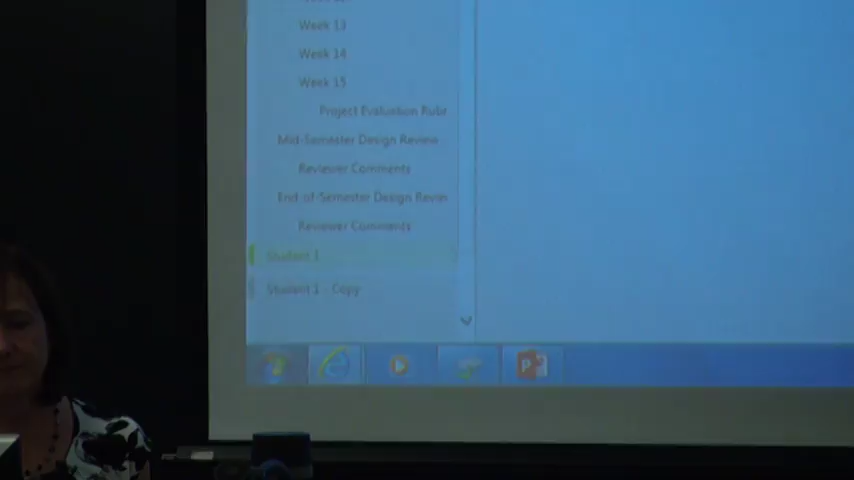 Week 13
Week 14
Week 15
Project Evaluation Rubr
Mid-Semester Design Review
Reviewer Comments
End-of-Semester Design Revie
Reviewer Comments
Student 1
Student 1 - Copy
P